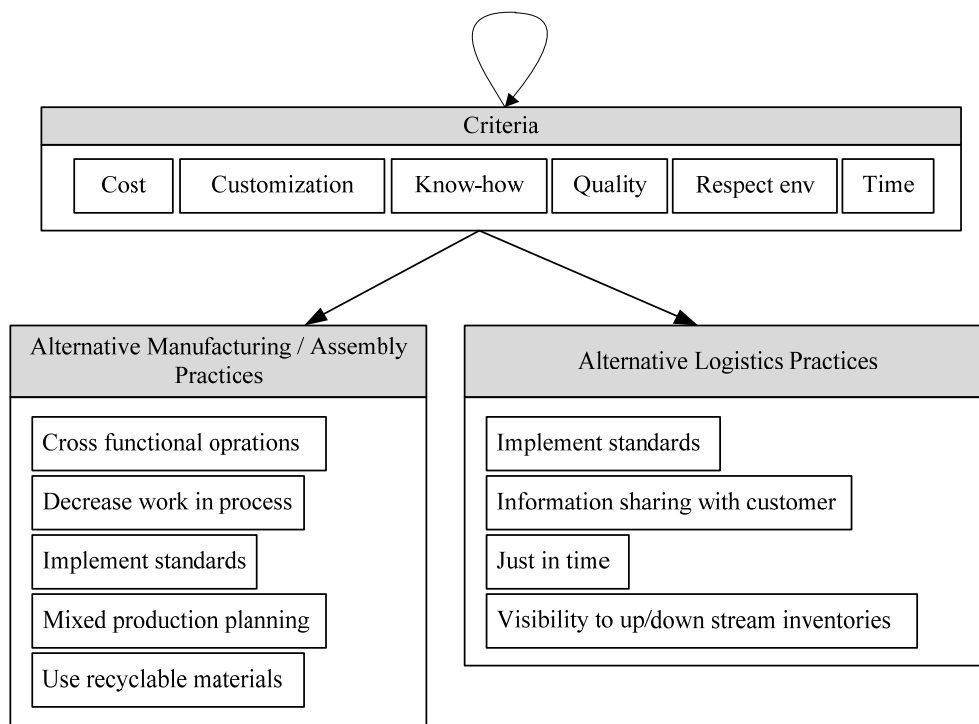 Criteria
Cost
Customization
Know-how
Quality
Respect env
Time
Alternative Manufacturing / Assembly
Practices
Cross functional oprations
Decrease work in process
Implement standards
Mixed production planning
Use recyclable materials
Alternative Logistics Practices
Implement standards
Information sharing with customer
Just in time
Visibility to up/down stream inventories